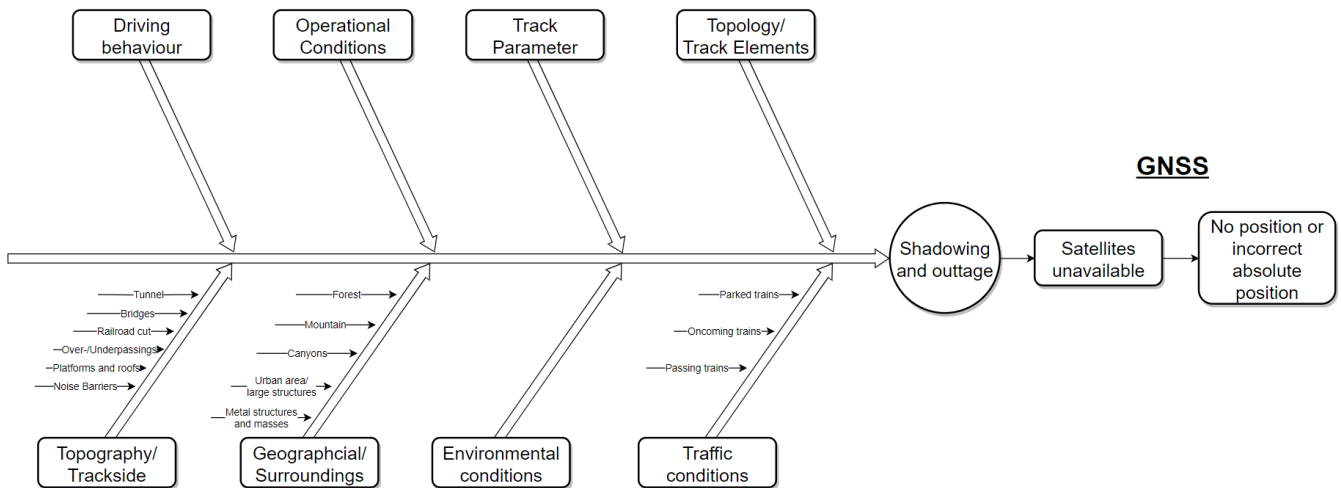 Driving
behaviour
Operational
Conditions
Track
Parameter
Topology/
Track Elements
GNSS
Shadowing
and outtage
Satellites
unavailable
No position or
incorrect
absolute
position
Tunnel
Bridges
Railroad cut
Over-/Underpassings
Platforms and roofs
Noise Barriers
Forest
Mountain
Canyons
Urban area/
large structures
Metal structures
and masses
Parked trains
Oncoming trains
Passing trains
Topography/
Trackside
Geographcial/
Surroundings
Environmental
conditions
Traffic
conditions